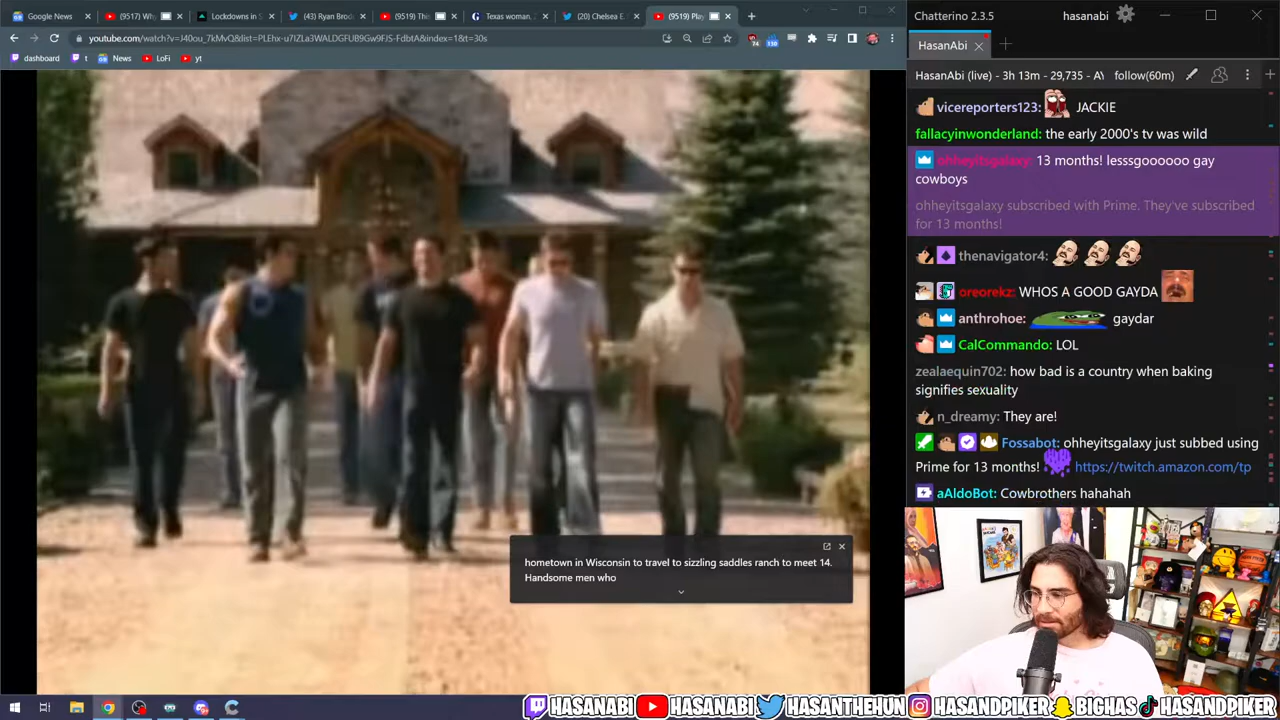 Google News
(9517) Wh
Lockdowns in S
(43) Ryan Brod
(9519) Thi
Texas woman, 2
(20) Chelsea E.
(9519) Play
youtube.com/watch?v=J40ou_7kMvQ&list=PLEhx-u7IZLa3WALDGFUB9Gw9FJS-FdbtA&index=1&t=30s
dashboard
t
News
LoFi
yt
hometown in Wisconsin to travel to sizzling saddles ranch to meet 14.
Handsome men who
Chatterino 2.3.5
hasanabi
HasanAbi
HasanAbi (live) - 3h 13m - 29,735 -
follow(60m)
vicereporters123: JACKIE
fallacyinwonderland: the early 2000's tv was wild
ohheyitsgalaxy: 13 months! lesssgoooooo gay
cowboys
ohheyitsgalaxy subscribed with Prime. They've subscribed
for 13 months!
thenavigator4:
oreorekz: WHOS A GOOD GAYDA
anthrohoe: gaydar
CalCommando: LOL
zealaequin702: how bad is a country when baking
signifies sexuality
n_dreamy: They are!
Fossabot: ohheyitsgalaxy just subbed using
Prime for 13 months! https://twitch.amazon.com/tp
aAldoBot: Cowbrothers hahahah
HASANABI
HASANABI
HASANTHEHUN
HASANDPIKER
BIGHAS
HASANDPIKER